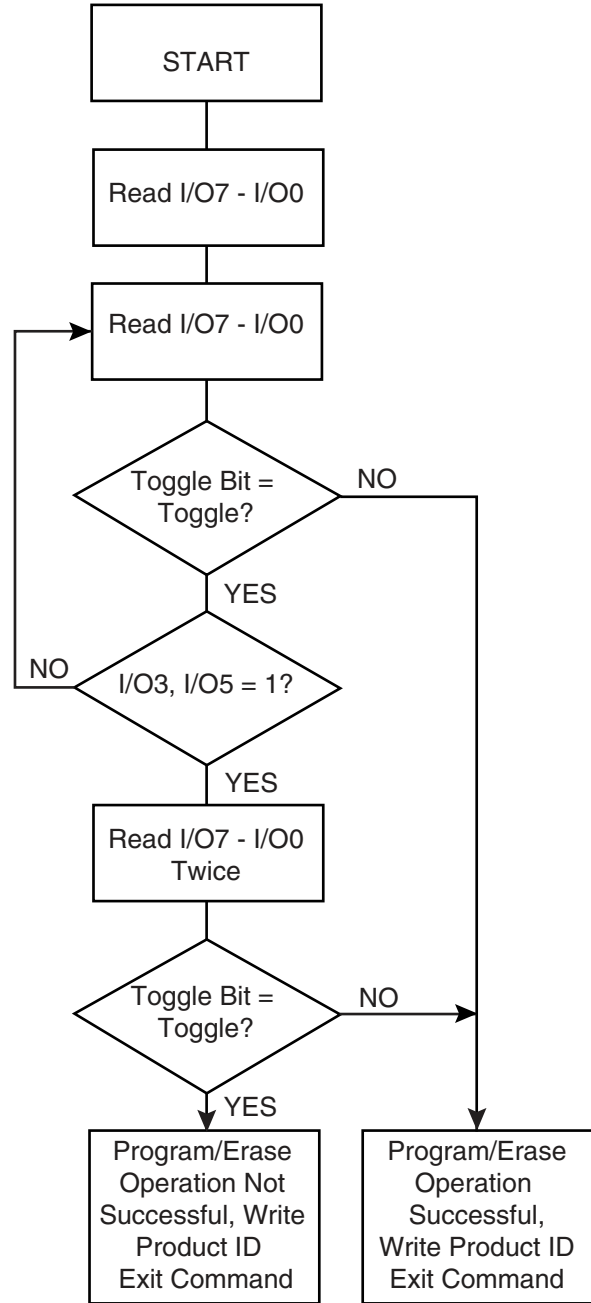 START
Read I/O7 - I/O0
Read I/O7 - I/O0
Toggle Bit =
Toggle?
NO
YES
NO
I/O3, I/O5 = 1?
YES
Read I/O7 - I/O0
Twice
Toggle Bit =
Toggle?
NO
YES
Program/Erase
Operation Not
Successful, Write
Product ID
Exit Command
Program/Erase
Operation
Successful,
Write Product ID
Exit Command